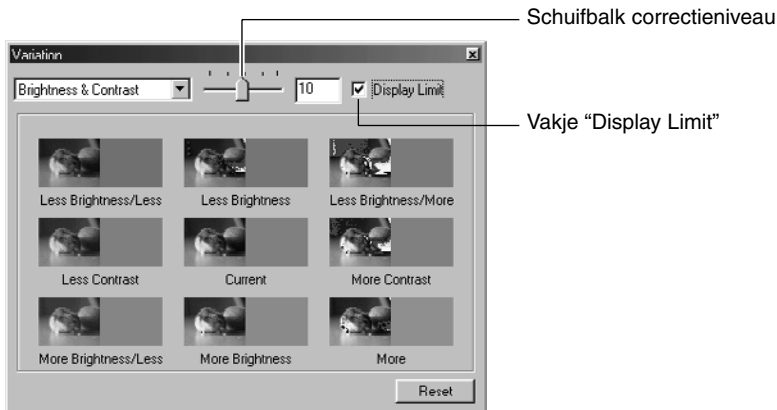 Schuifbalk correctieniveau
Variation
Brightness & Contrast
10
Display Limit
Vakje “Display Limit”
Less Brightness/Less
Less Brightness
Less Brightness/More
Less Contrast
Current
More Contrast
More Brightness/Less
More Brightness
More
Reset